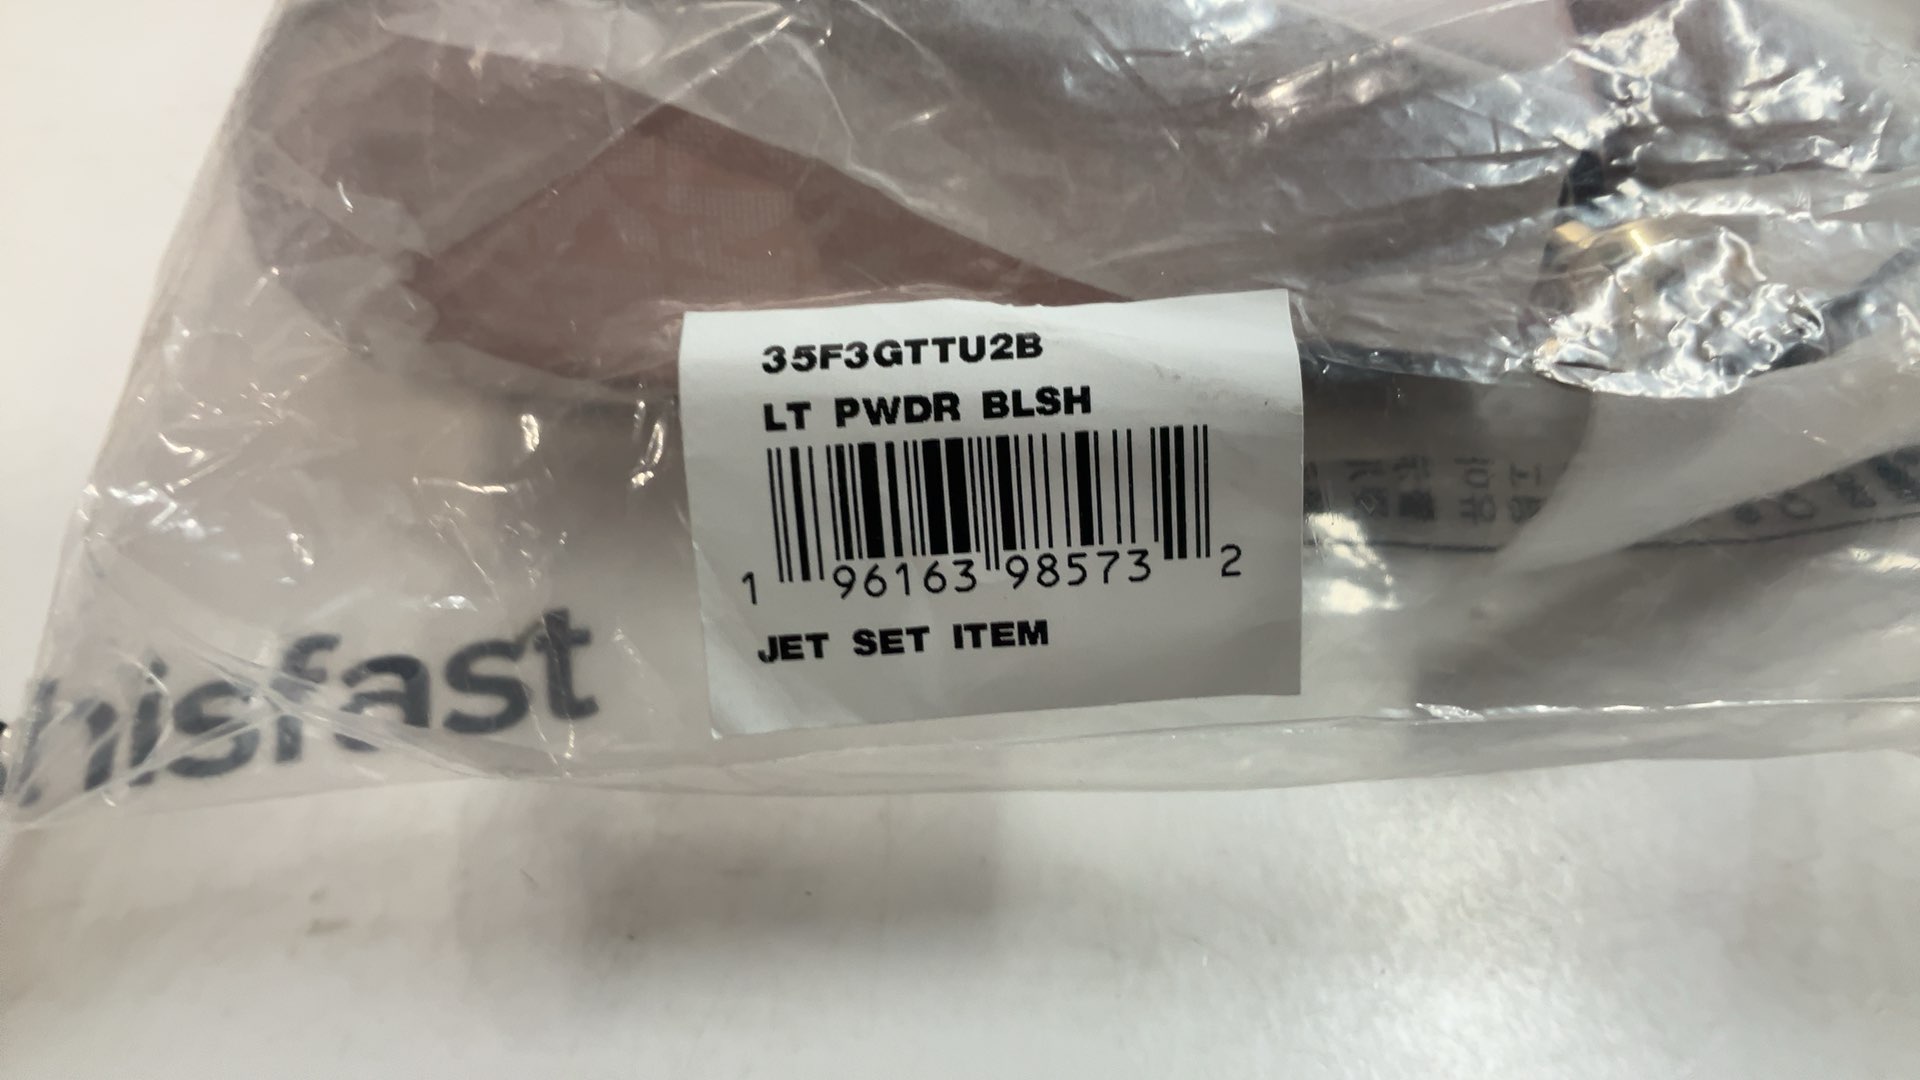 35F3GTTU2B
LT PWDR BLSH
1 96163 98573 2
JET SET ITEM
hisfast